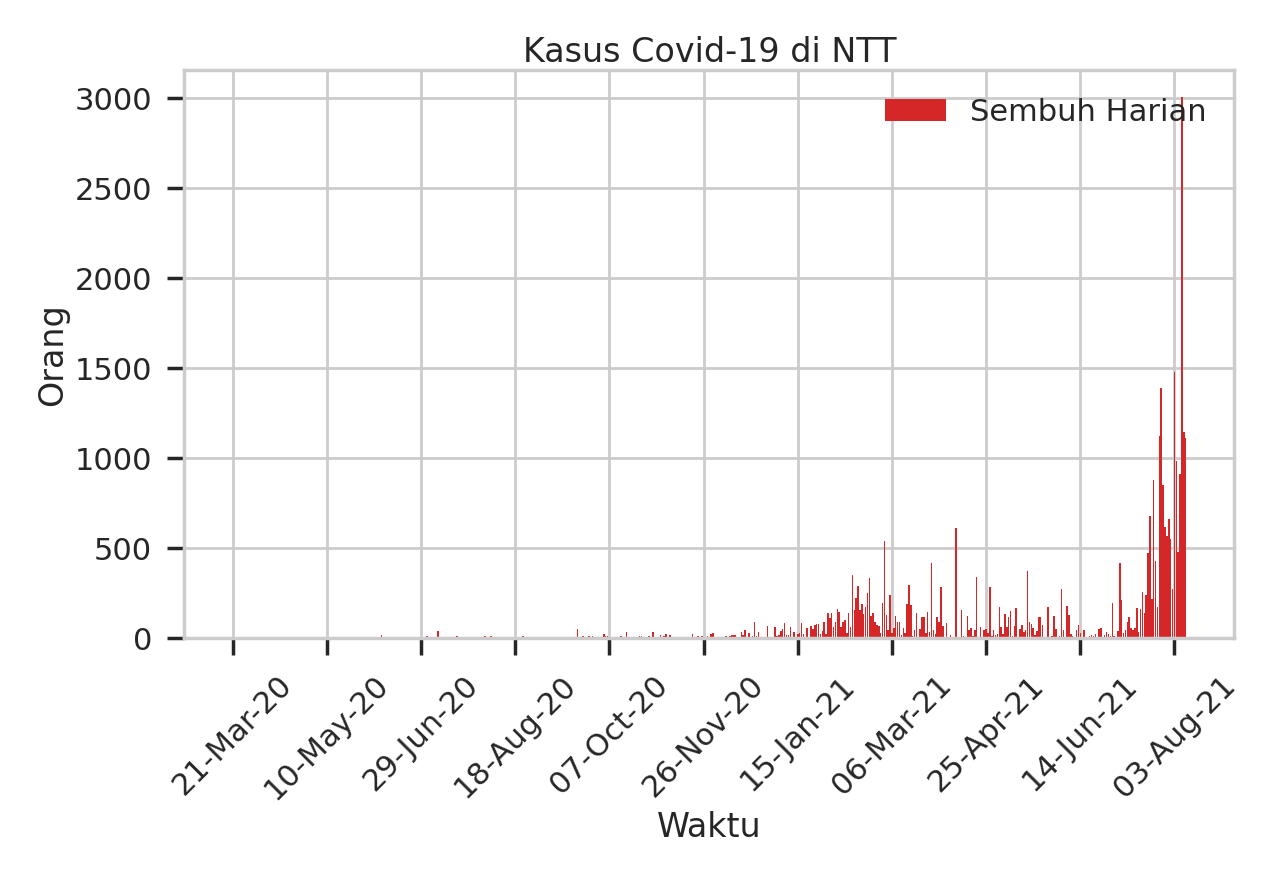 Kasus Covid-19 di NTT
Sembuh Harian
Orang
3000
2500
2000
1500
1000
500
0
21-Mar-20
10-May-20
29-Jun-20
18-Aug-20
07-Oct-20
26-Nov-20
15-Jan-21
06-Mar-21
25-Apr-21
14-Jun-21
03-Aug-21
Waktu